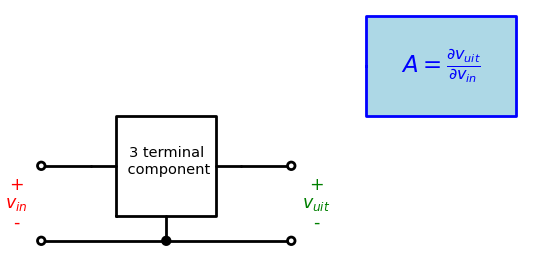 A = ∂v_uit / ∂v_in
3 terminal
component
+
v_in
-
+
v_uit
-